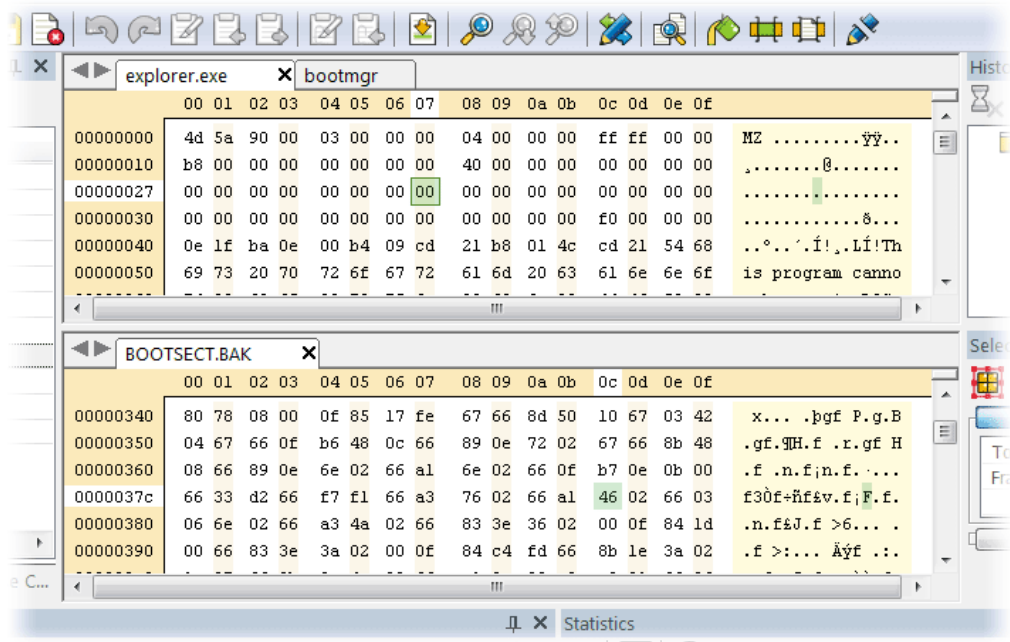 Histo
explorer.exe
bootmgr
00 01 02 03 04 05 06 07 08 09 0a 0b 0c 0d 0e 0f
00000000 4d 5a 90 00 03 00 00 00 04 00 00 00 ff ff 00 00 MZ .........ÿÿ..
00000010 b8 00 00 00 00 00 00 00 40 00 00 00 00 00 00 00 ¸.......@.......
00000027 00 00 00 00 00 00 00 00 00 00 00 00 00 00 00 00 ................
00000030 00 00 00 00 00 00 00 00 00 00 00 00 f0 00 00 00 ............ð...
00000040 0e 1f ba 0e 00 b4 09 cd 21 b8 01 4c cd 21 54 68 ..º..´.Í!¸.LÍ!Th
00000050 69 73 20 70 72 6f 67 72 61 6d 20 63 61 6e 6e 6f is program canno
Selec
BOOTSECT.BAK
00 01 02 03 04 05 06 07 08 09 0a 0b 0c 0d 0e 0f
00000340 80 78 08 00 0f 85 17 fe 67 66 8d 50 10 67 03 42 x... .þgf P.g.B
00000350 04 67 66 0f b6 48 0c 66 89 0e 72 02 67 66 8b 48 .gf.¶H.f .r.gf H
00000360 08 66 89 0e 6e 02 66 a1 6e 02 66 0f b7 0e 0b 00 .f .n.f¡n.f.·...
0000037c 66 33 d2 66 f7 f1 66 a3 76 02 66 a1 46 02 66 03 f3Òf÷ñf£v.f¡F.f.
00000380 06 6e 02 66 a3 4a 02 66 83 3e 36 02 00 0f 84 1d .n.f£J.f >6... .
00000390 00 66 83 3e 3a 02 00 0f 84 c4 fd 66 8b 1e 3a 02 .f >:... Äýf .:.
To
Fra
e C...
Statistics